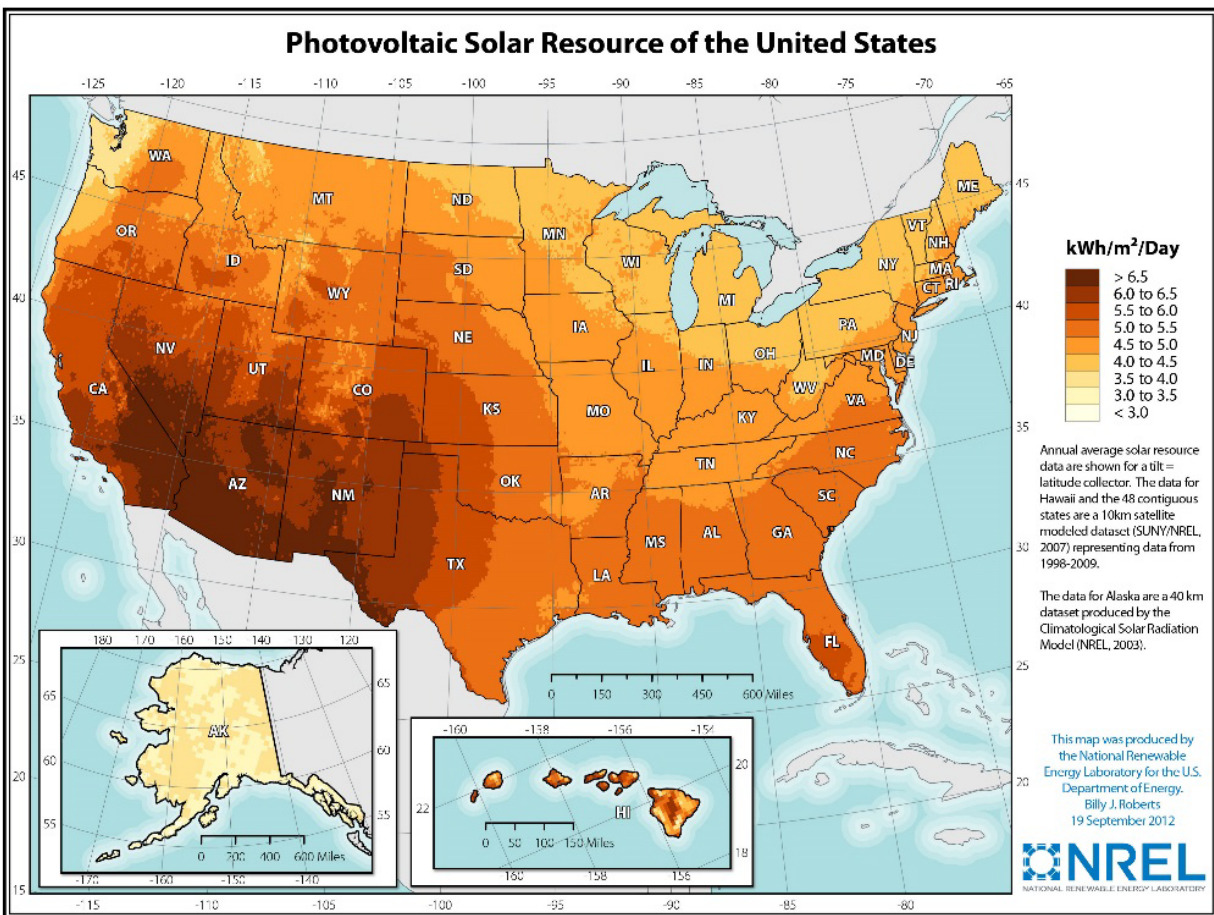 Photovoltaic Solar Resource of the United States
-125 -120 -115 -110 -105 -100 -95 -90 -85 -80 -75 -70 -65
45
40
35
30
25
20
15
45
40
35
30
25
20
-115 -110 -105 -100 -95 -90 -85 -80
WA
MT
ND
MN
ME
VT
NH
OR
ID
SD
WI
NY
MA
CT
RI
WY
MI
IA
PA
NJ
NE
OH
NV
UT
CO
IL
IN
MD
DE
WV
CA
KS
MO
KY
VA
AZ
NM
OK
AR
TN
NC
SC
TX
LA
MS
AL
GA
FL
0 150 300 450 600 Miles
180 170 160 150 140 130 120
65
60
55
65
60
55
AK
0 200 400 600 Miles
-170 -160 -150 -140
-160 -158 -156 -154
22
20
18
HI
0 50 100 150 Miles
160 158 156
kWh/m²/Day
> 6.5
6.0 to 6.5
5.5 to 6.0
5.0 to 5.5
4.5 to 5.0
4.0 to 4.5
3.5 to 4.0
3.0 to 3.5
< 3.0
Annual average solar resource
data are shown for a tilt =
latitude collector. The data for
Hawaii and the 48 contiguous
states are a 10km satellite
modeled dataset (SUNY/NREL,
2007) representing data from
1998-2009.
The data for Alaska are a 40 km
dataset produced by the
Climatological Solar Radiation
Model (NREL, 2003).
This map was produced by
the National Renewable
Energy Laboratory for the U.S.
Department of Energy.
Billy J. Roberts
19 September 2012
NREL
NATIONAL RENEWABLE ENERGY LABORATORY